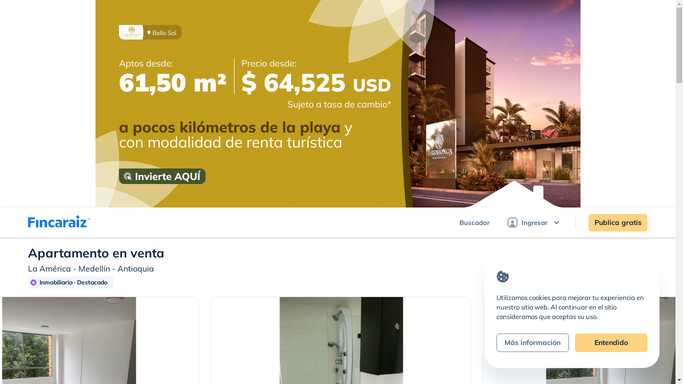 Bello Sol
Aptos desde:
61,50 m²
Precio desde:
$ 64,525 USD
Sujeto a tasa de cambio*
a pocos kilómetros de la playa y
con modalidad de renta turística
Invierte AQUÍ
Fincaraiz
Buscador
Ingresar
Publica gratis
Apartamento en venta
La América - Medellín - Antioquia
Inmobiliaria · Destacado
Utilizamos cookies para mejorar tu experiencia en
nuestro sitio web. Al continuar en el sitio
consideramos que aceptas su uso.
Más información
Entendido